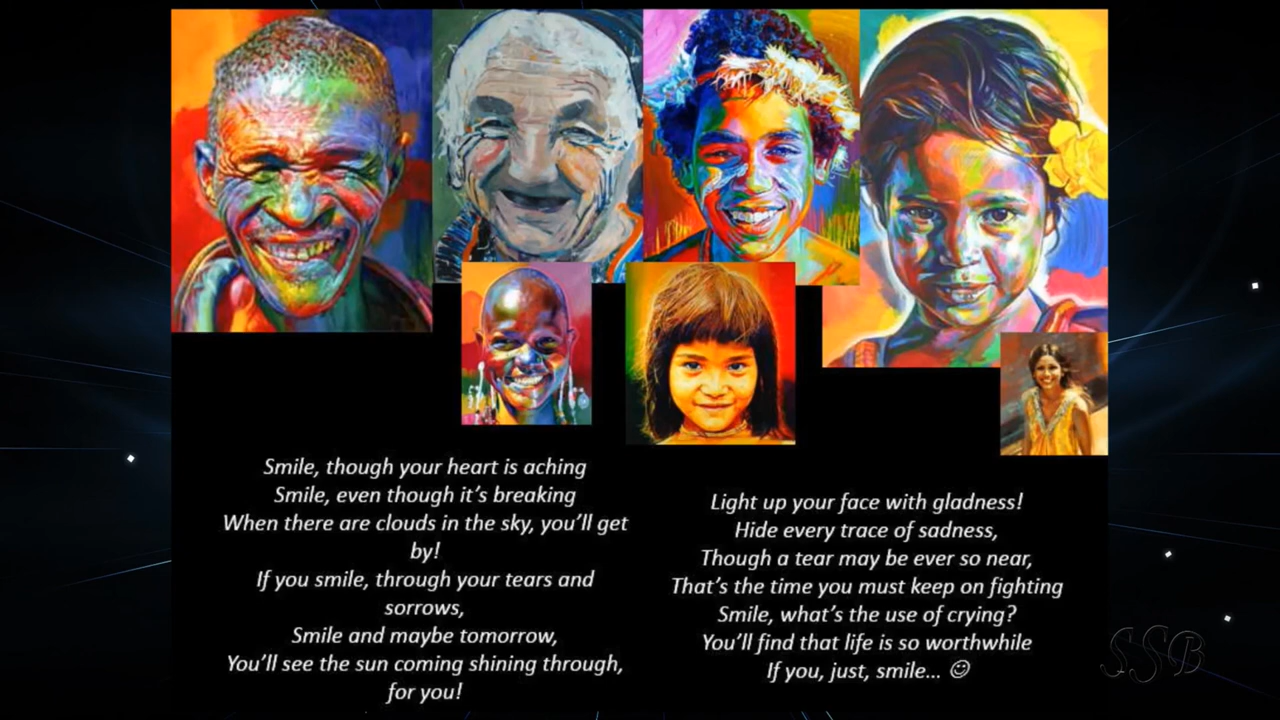 Smile, though your heart is aching
Smile, even though it's breaking
When there are clouds in the sky, you'll get
by!
If you smile, through your tears and
sorrows,
Smile and maybe tomorrow,
You'll see the sun coming shining through,
for you!
Light up your face with gladness!
Hide every trace of sadness,
Though a tear may be ever so near,
That's the time you must keep on fighting
Smile, what's the use of crying?
You'll find that life is so worthwhile
If you, just, smile... ☺
SSB